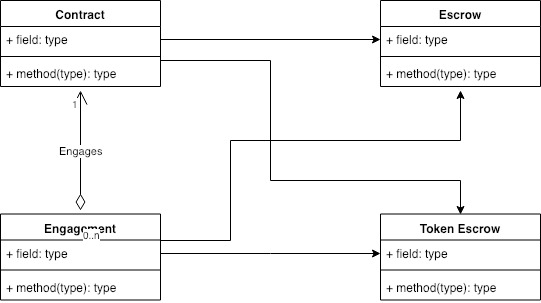 Contract
+ field: type
+ method(type): type
Escrow
+ field: type
+ method(type): type
1
Engages
0..n
Engagement
+ field: type
+ method(type): type
Token Escrow
+ field: type
+ method(type): type